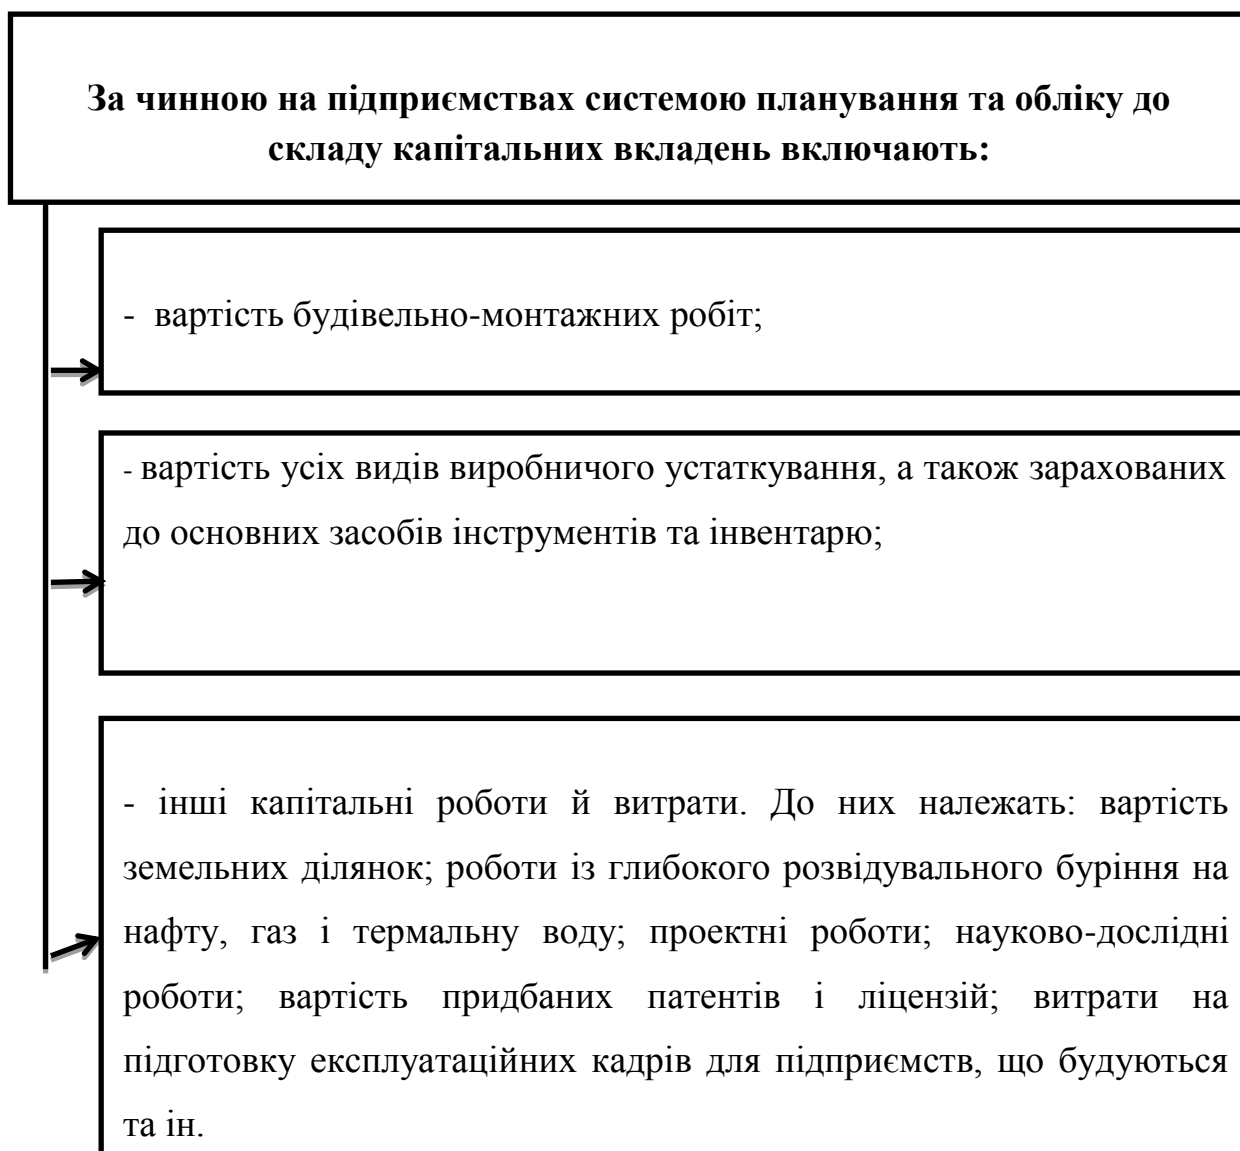 За чинною на підприємствах системою планування та обліку до
складу капітальних вкладень включають:
- вартість будівельно-монтажних робіт;
- вартість усіх видів виробничого устаткування, а також зарахованих
до основних засобів інструментів та інвентарю;
- інші капітальні роботи й витрати. До них належать: вартість
земельних ділянок; роботи із глибокого розвідувального буріння на
нафту, газ і термальну воду; проектні роботи; науково-дослідні
роботи; вартість придбаних патентів і ліцензій; витрати на
підготовку експлуатаційних кадрів для підприємств, що будуються
та ін.